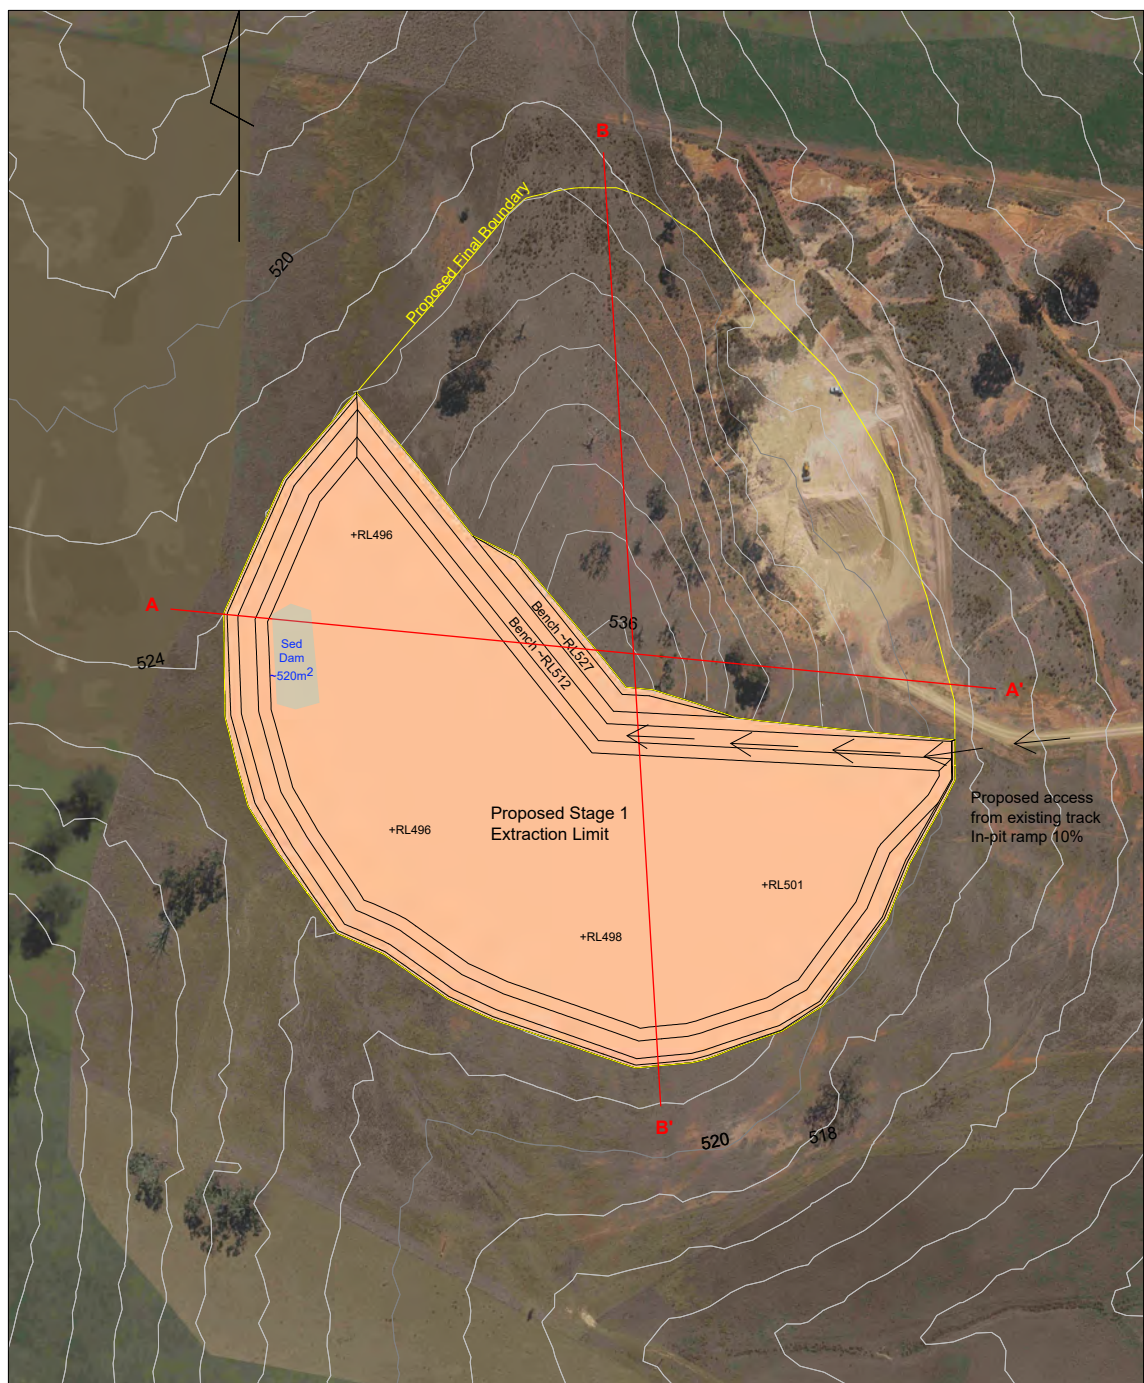 B
520
Proposed Final Boundary
+RL496
A
Bench ~RL527
536
Bench ~RL512
Sed
Dam
~520m2
524
A'
Proposed access
from existing track
In-pit ramp 10%
Proposed Stage 1
Extraction Limit
+RL496
+RL501
+RL498
B'
520
518